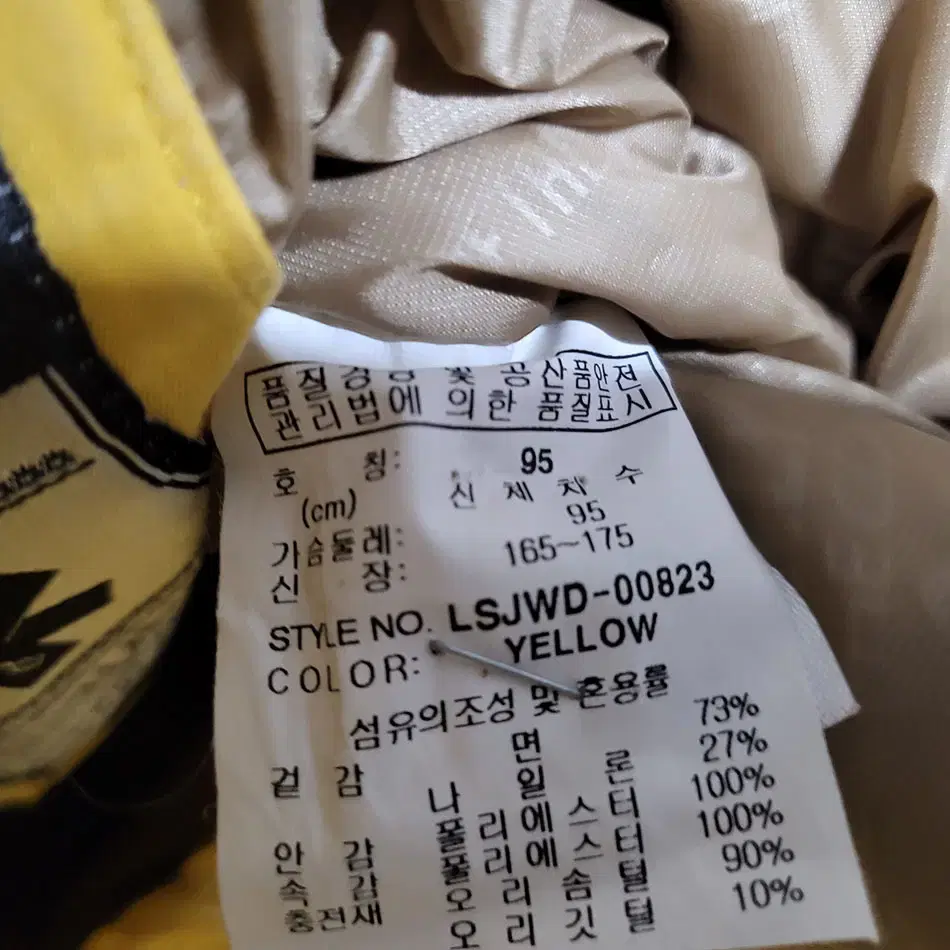 품질경영 및 공산품안전
관리법에 의한 품질표시
호 칭: 95
(cm) 신체치수
가슴둘레: 95
신 장: 165~175
STYLE NO. LSJWD-00823
COLOR: YELLOW
섬유의조성 및 혼용률
겉 감 면 73%
나 일 론 27%
안 감 폴리에스터 100%
속 감 폴리에스터 100%
충전재 오 리 솜 털 90%
오 리 깃 털 10%